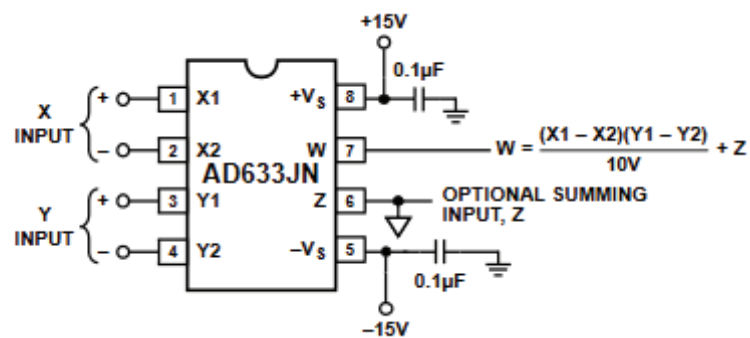 +15V
0.1µF
X
INPUT
+
–
Y
INPUT
+
–
1 X1
2 X2
3 Y1
4 Y2
AD633JN
+VS 8
W 7
Z 6
–VS 5
W = (X1 – X2)(Y1 – Y2) / 10V + Z
OPTIONAL SUMMING
INPUT, Z
0.1µF
–15V